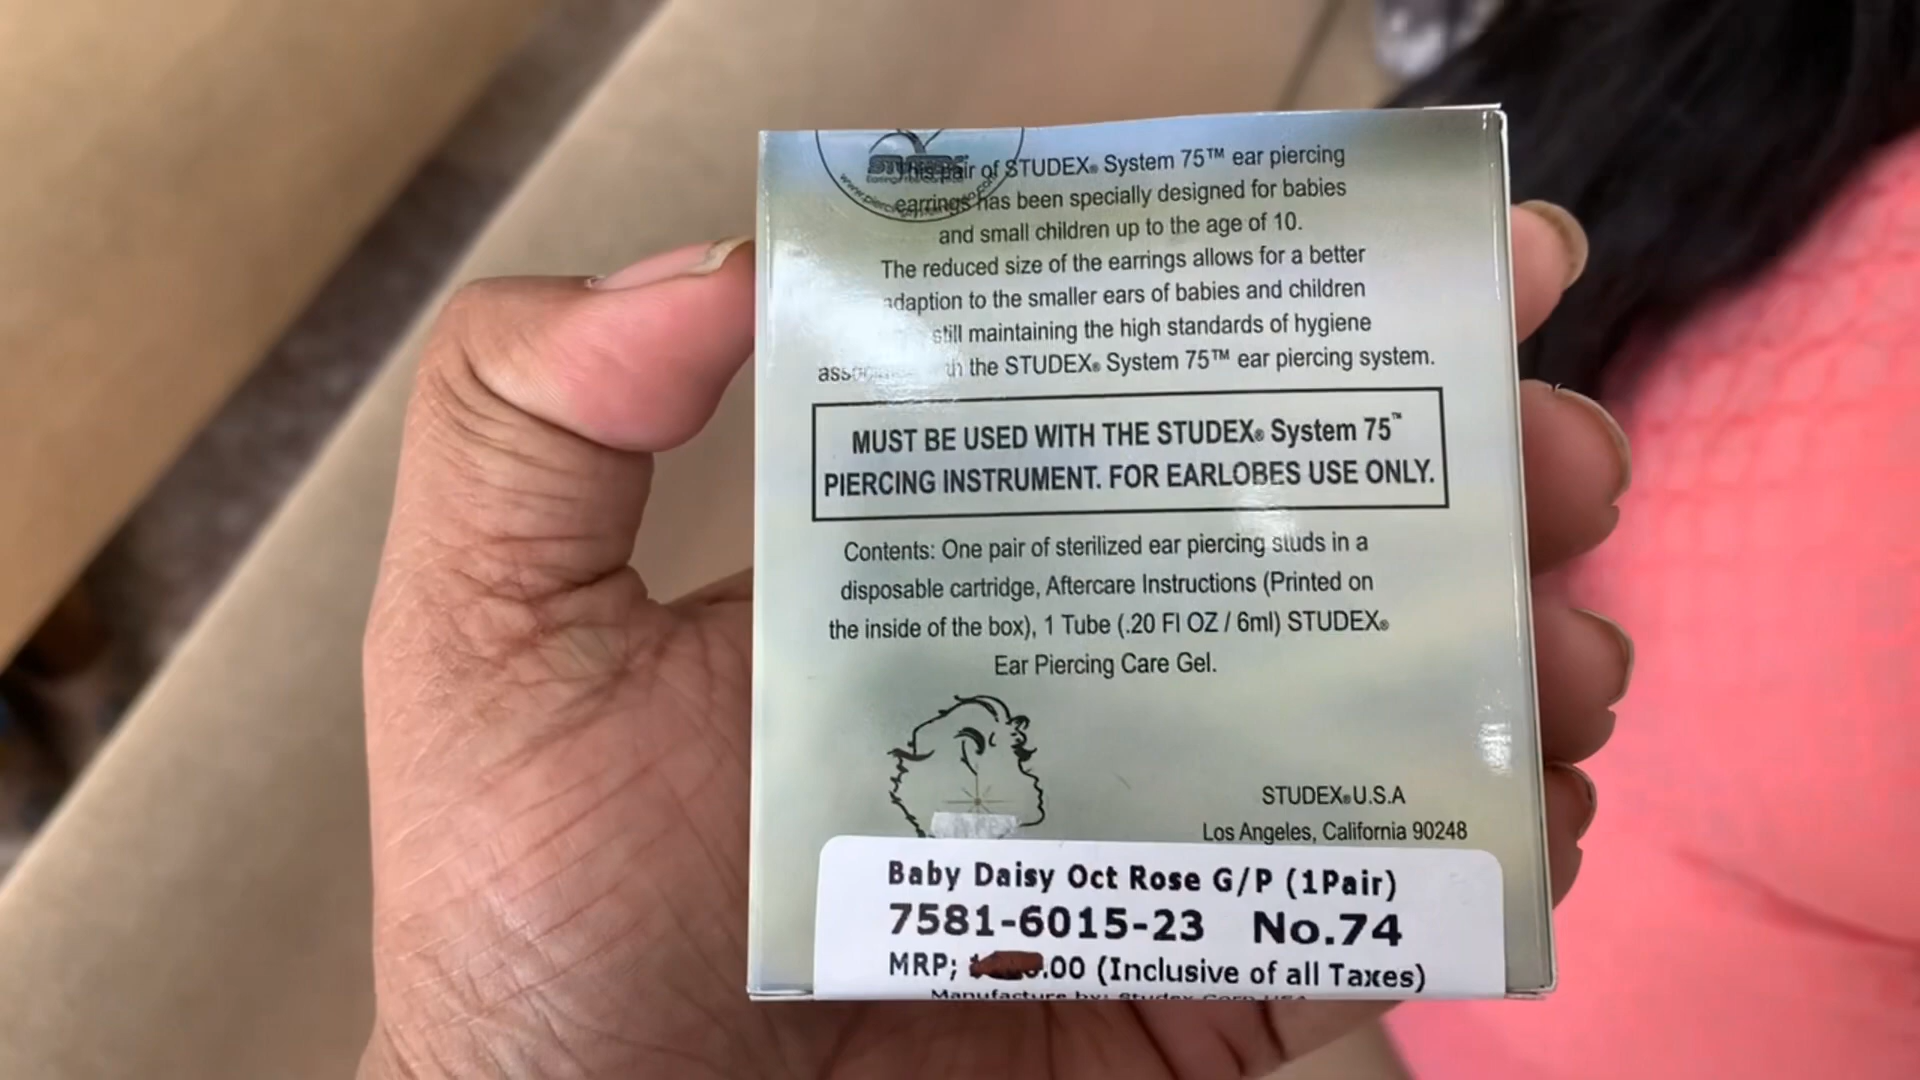 This pair of STUDEX® System 75™ ear piercing
earrings has been specially designed for babies
and small children up to the age of 10.
The reduced size of the earrings allows for a better
adaption to the smaller ears of babies and children
still maintaining the high standards of hygiene
the STUDEX® System 75™ ear piercing system.
MUST BE USED WITH THE STUDEX® System 75™
PIERCING INSTRUMENT. FOR EARLOBES USE ONLY.
Contents: One pair of sterilized ear piercing studs in a
disposable cartridge, Aftercare Instructions (Printed on
the inside of the box), 1 Tube (.20 Fl OZ / 6ml) STUDEX®
Ear Piercing Care Gel.
STUDEX® U.S.A
Los Angeles, California 90248
Baby Daisy Oct Rose G/P (1Pair)
7581-6015-23 No.74
MRP; .00 (Inclusive of all Taxes)
Manufacture by: Studex Corp USA